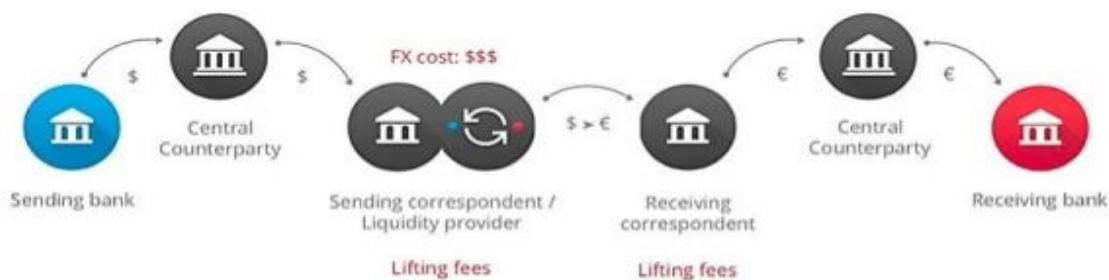 FX cost: $$$
$
$
$ > €
€
€
Central
Counterparty
Central
Counterparty
Sending bank
Sending correspondent /
Liquidity provider
Receiving
correspondent
Receiving bank
Lifting fees
Lifting fees